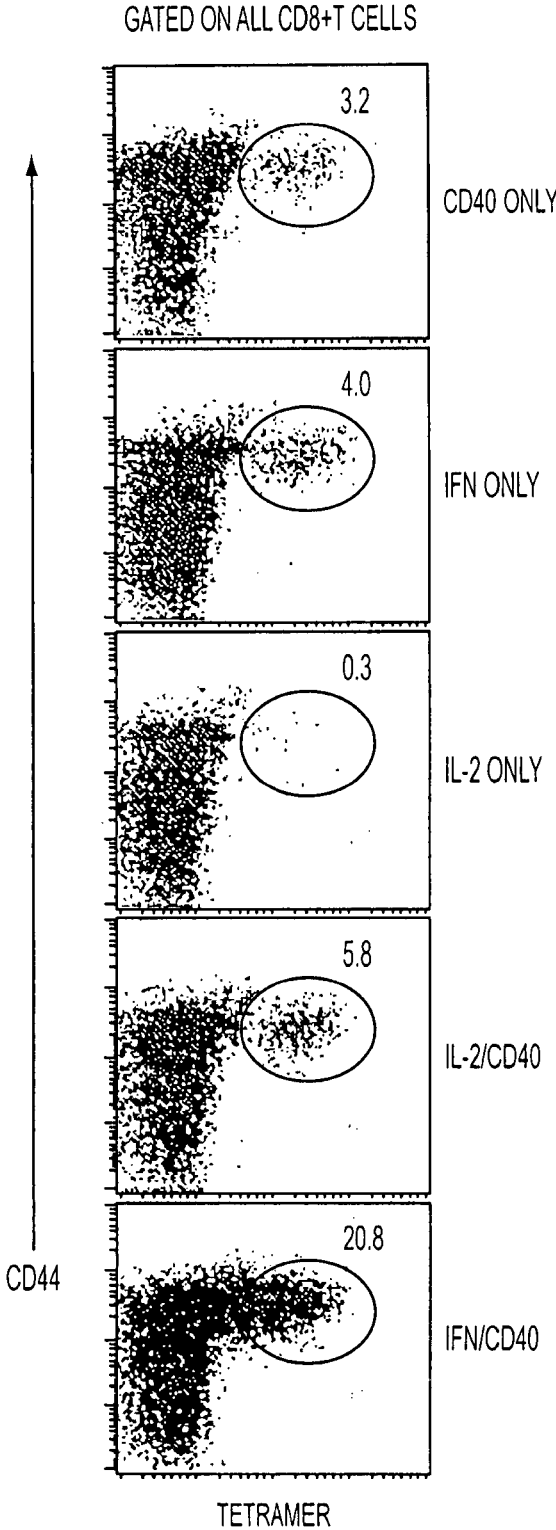 GATED ON ALL CD8+T CELLS
3.2
CD40 ONLY
4.0
IFN ONLY
0.3
IL-2 ONLY
5.8
IL-2/CD40
20.8
IFN/CD40
CD44
TETRAMER